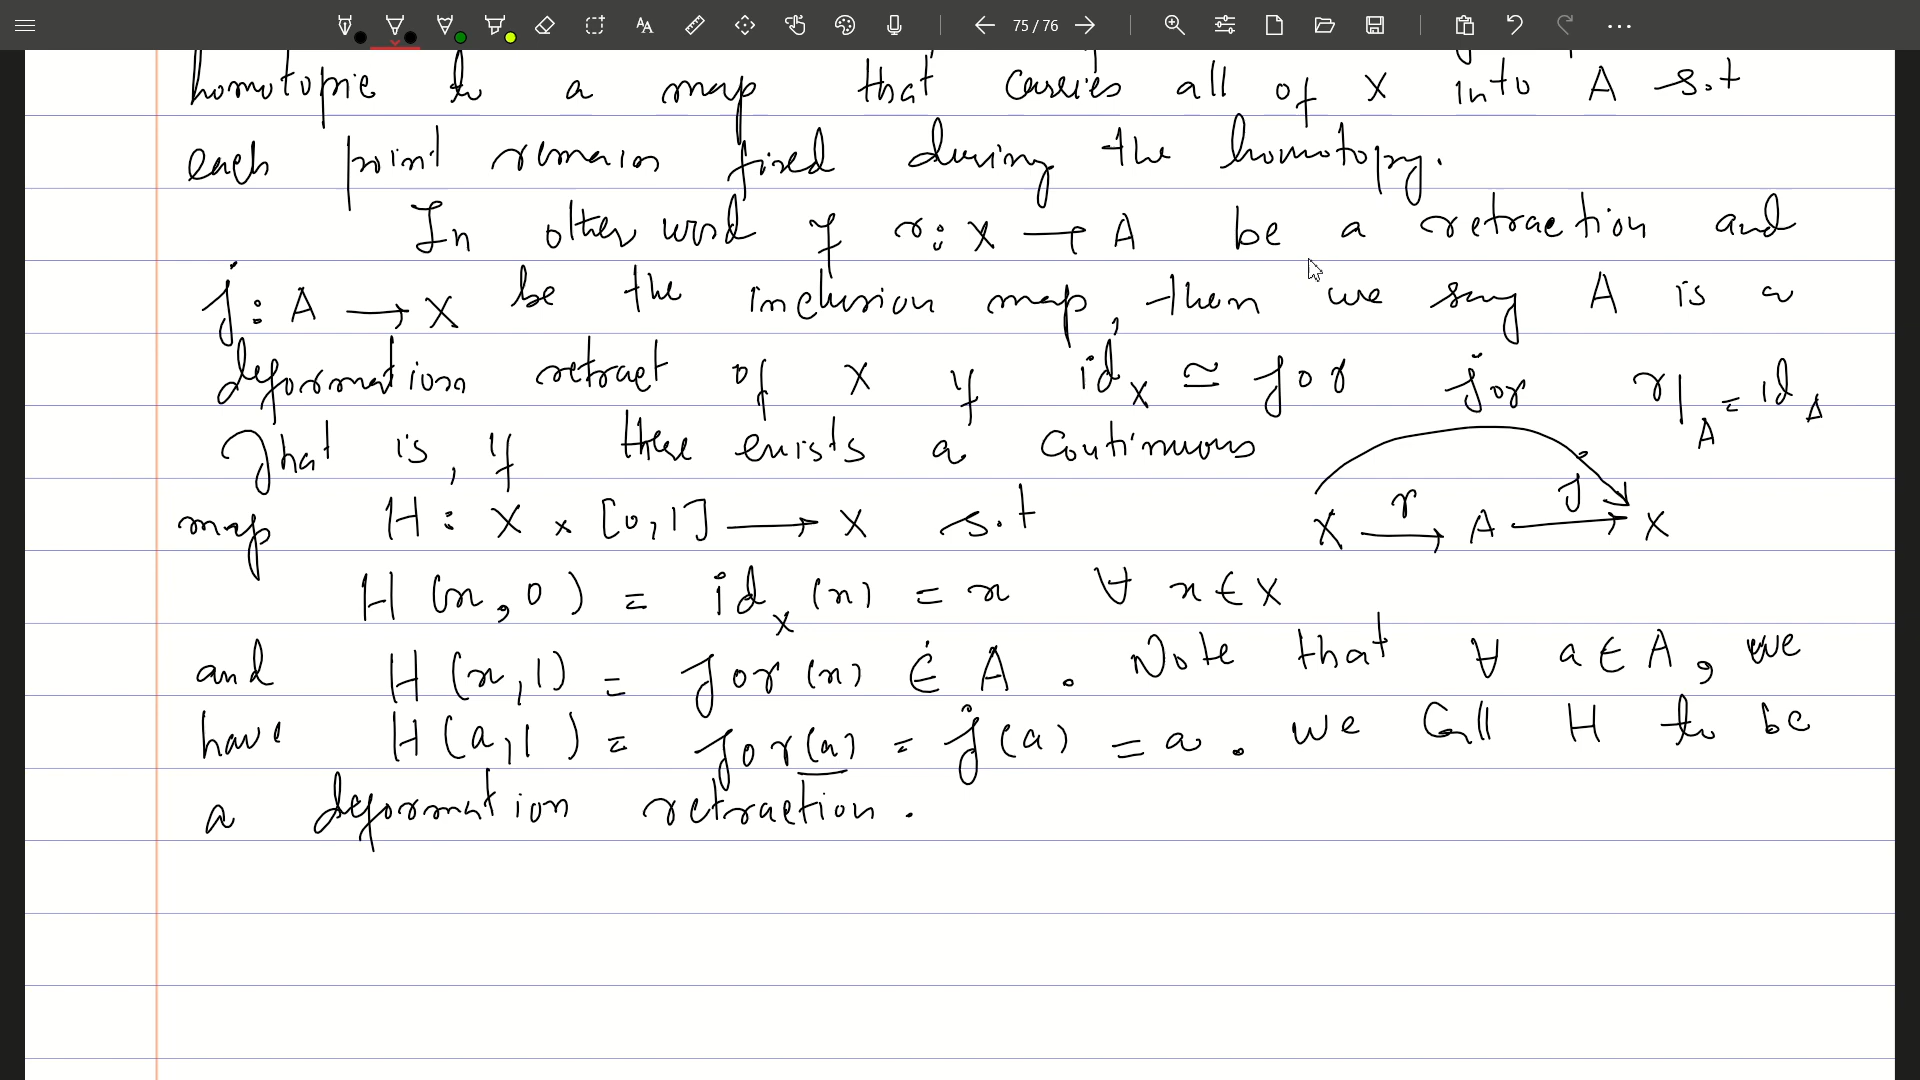 75 / 76
homotopic to a map that carries all of X into A s.t
each point remains fixed during the homotopy.
In other word if r: X → A be a retraction and
j: A → X be the inclusion map, then we say A is a
deformation retract of X if id_X ≃ j∘r j∘r r|_A = id_A
That is, if there exists a continuous
map H: X × [0,1] → X s.t X →^r A →^j X
H(x,0) = id_X(x) = x ∀ x ∈ X
and H(x,1) = j∘r(x) ∈ A. Note that ∀ a ∈ A, we
have H(a,1) = j∘r(a) = j(a) = a. we call H to be
a deformation retraction.